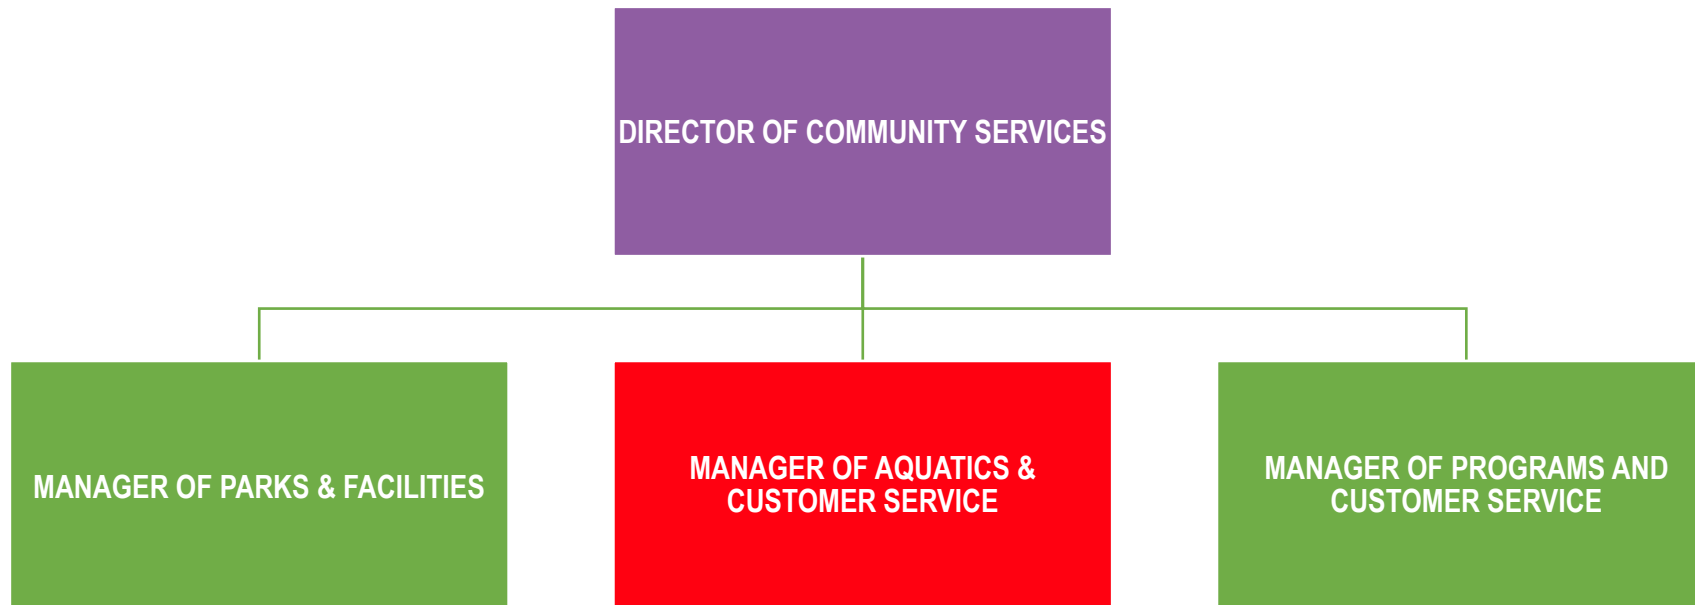 DIRECTOR OF COMMUNITY SERVICES
MANAGER OF PARKS & FACILITIES
MANAGER OF AQUATICS &
CUSTOMER SERVICE
MANAGER OF PROGRAMS AND
CUSTOMER SERVICE